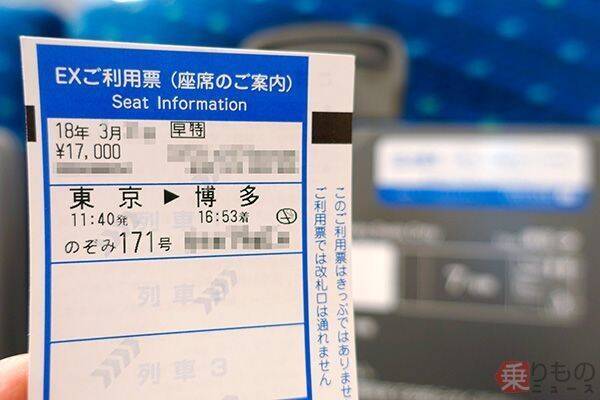 EXご利用票（座席のご案内）
Seat Information
18年 3月
早特
¥17,000
東京▶博多
11:40発 16:53着
のぞみ171号
列車2
列車3
このご利用票はきっぷではありませ
ご利用票では改札口は通れません
乗りもの
ニュース